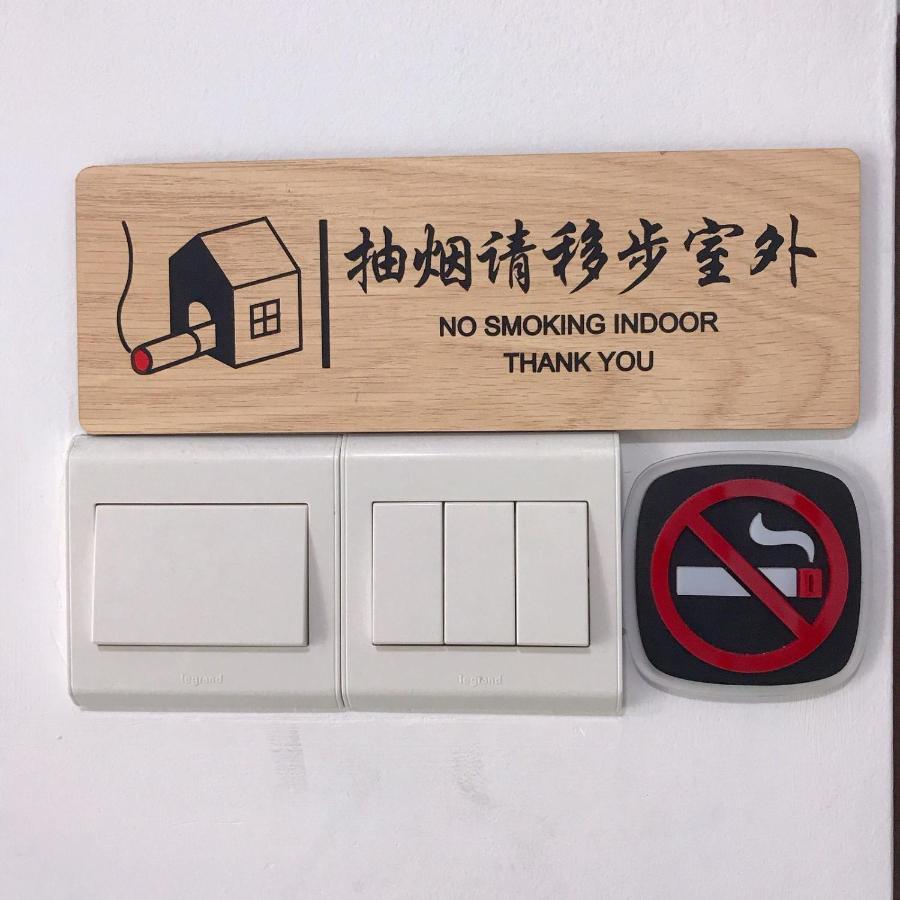 抽烟请移步室外
NO SMOKING INDOOR
THANK YOU
legrand
legrand